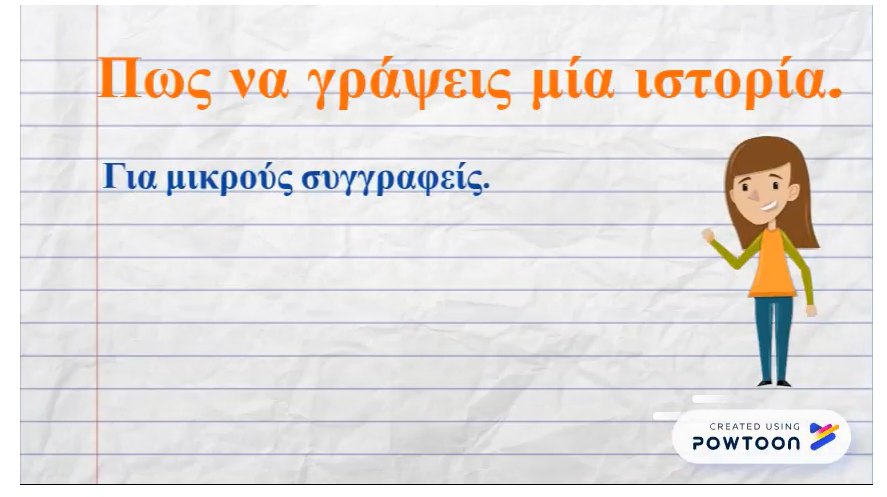 Πως να γράψεις μία ιστορία.
Για μικρούς συγγραφείς.
CREATED USING
POWTOON